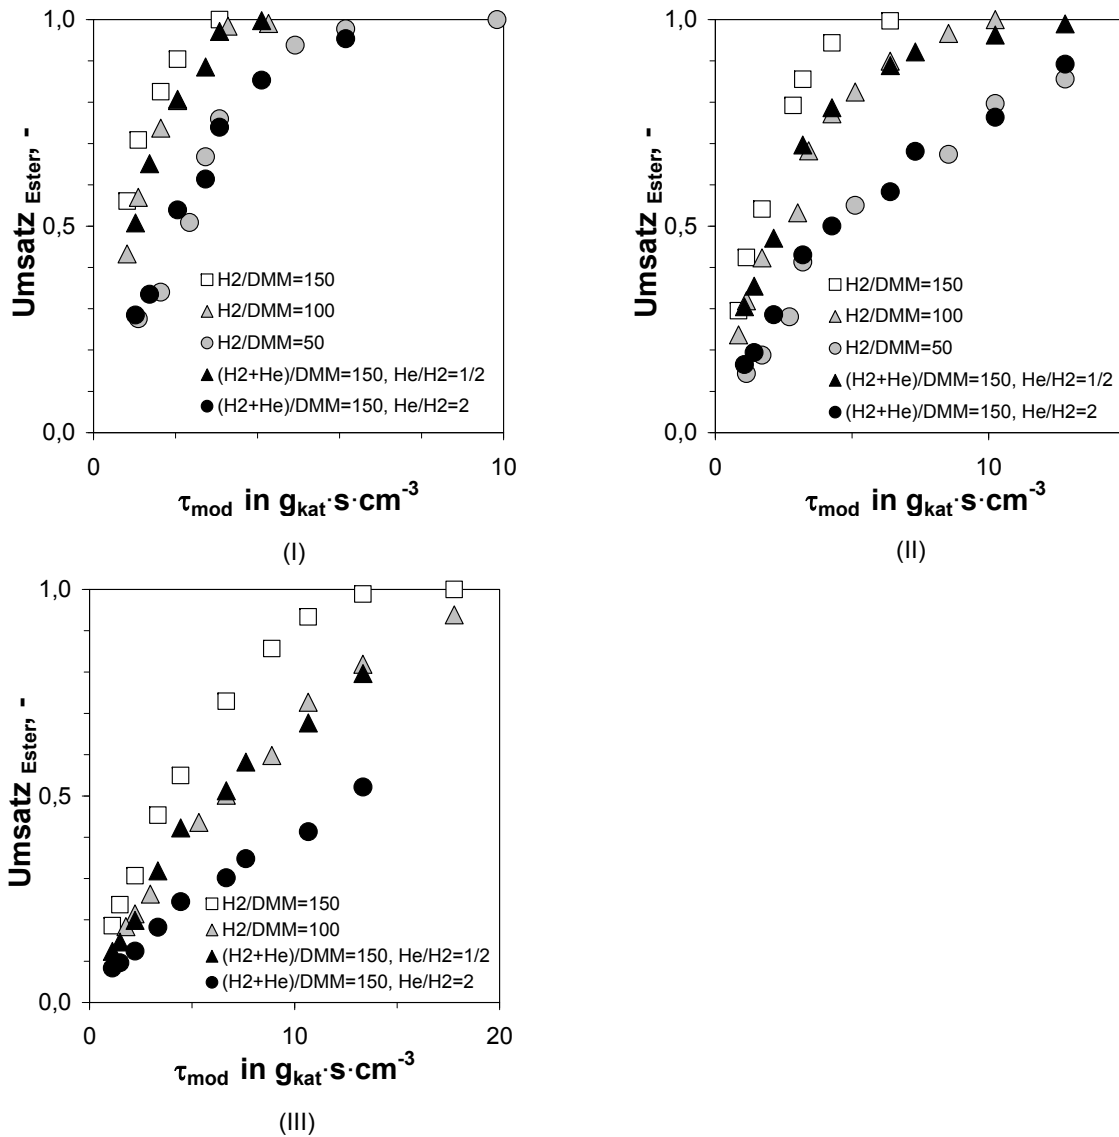 1,0
0,5
0,0
Umsatz Ester, -
H2/DMM=150
H2/DMM=100
H2/DMM=50
(H2+He)/DMM=150, He/H2=1/2
(H2+He)/DMM=150, He/H2=2
0 10
τmod in gkat·s·cm-3
(I)
1,0
0,5
0,0
Umsatz Ester, -
H2/DMM=150
H2/DMM=100
H2/DMM=50
(H2+He)/DMM=150, He/H2=1/2
(H2+He)/DMM=150, He/H2=2
0 10
τmod in gkat·s·cm-3
(II)
1,0
0,5
0,0
Umsatz Ester, -
H2/DMM=150
H2/DMM=100
(H2+He)/DMM=150, He/H2=1/2
(H2+He)/DMM=150, He/H2=2
0 10 20
τmod in gkat·s·cm-3
(III)